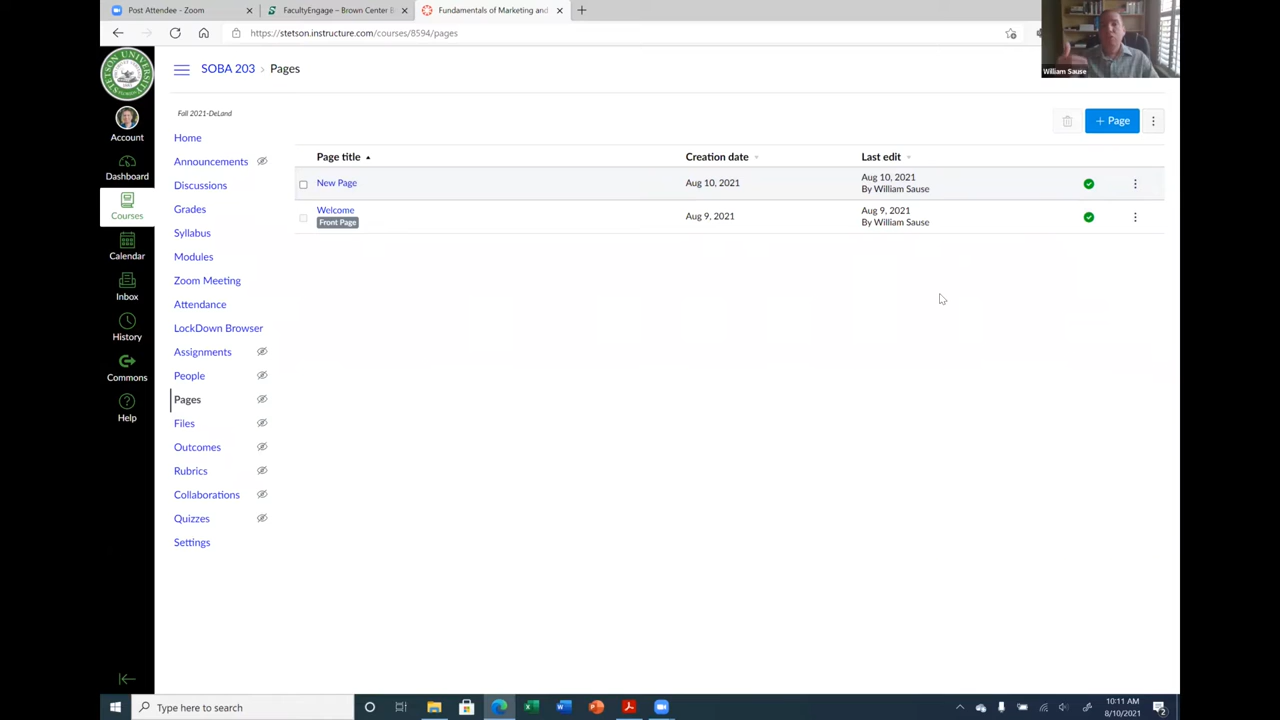 Post Attendee - Zoom
FacultyEngage – Brown Center
Fundamentals of Marketing and
https://stetson.instructure.com/courses/8594/pages
William Sause
STETSON UNIVERSITY
SOBA 203 › Pages
Fall 2021-DeLand
+ Page
Account
Dashboard
Courses
Calendar
Inbox
History
Commons
Help
Home
Announcements
Discussions
Grades
Syllabus
Modules
Zoom Meeting
Attendance
LockDown Browser
Assignments
People
Pages
Files
Outcomes
Rubrics
Collaborations
Quizzes
Settings
Page title Creation date Last edit
New Page Aug 10, 2021 Aug 10, 2021
By William Sause
Welcome Aug 9, 2021 Aug 9, 2021
Front Page By William Sause
Type here to search
10:11 AM
8/10/2021
2